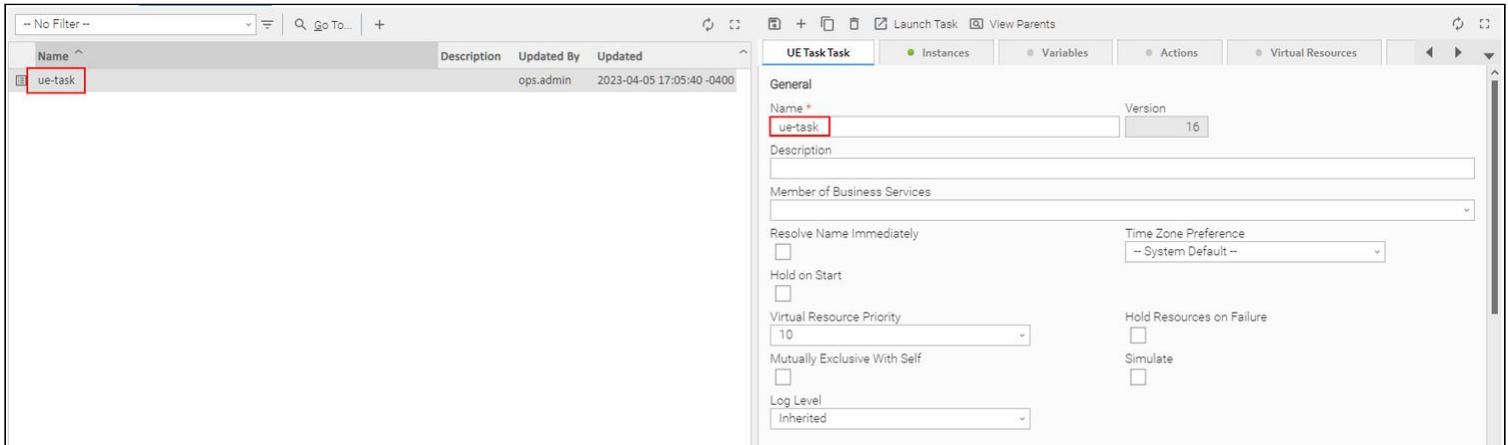 -- No Filter --
Go To...
Launch Task
View Parents
Name
Description
Updated By
Updated
ue-task
ops.admin
2023-04-05 17:05:40 -0400
UE Task Task
Instances
Variables
Actions
Virtual Resources
General
Name *
Version
ue-task
16
Description
Member of Business Services
Resolve Name Immediately
Time Zone Preference
-- System Default --
Hold on Start
Virtual Resource Priority
Hold Resources on Failure
10
Mutually Exclusive With Self
Simulate
Log Level
Inherited